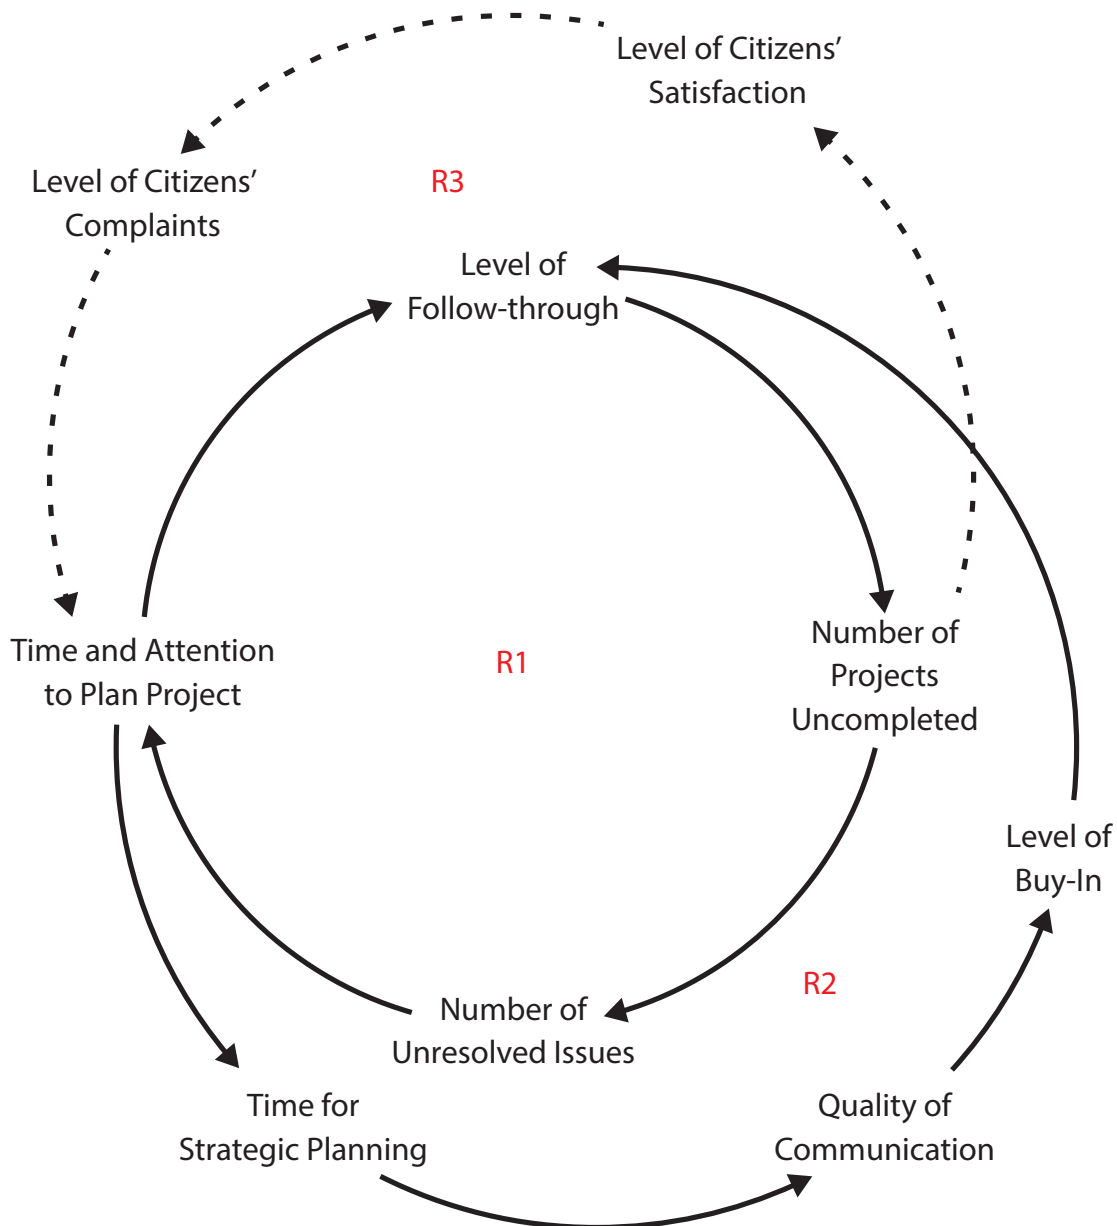 Level of Citizens’
Satisfaction
Level of Citizens’
Complaints
R3
Level of
Follow-through
Time and Attention
to Plan Project
R1
Number of
Projects
Uncompleted
Level of
Buy-In
R2
Number of
Unresolved Issues
Time for
Strategic Planning
Quality of
Communication